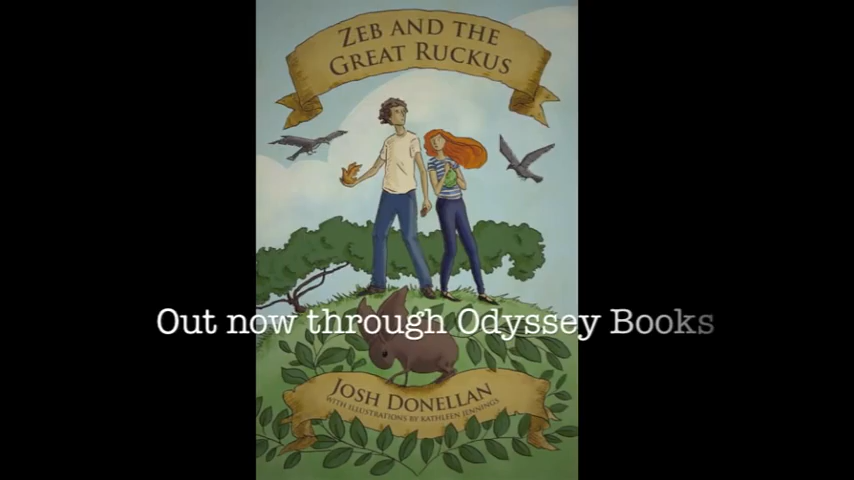 ZEB AND THE
GREAT RUCKUS
Out now through Odyssey Books
JOSH DONELLAN
WITH ILLUSTRATIONS BY KATHLEEN JENNINGS